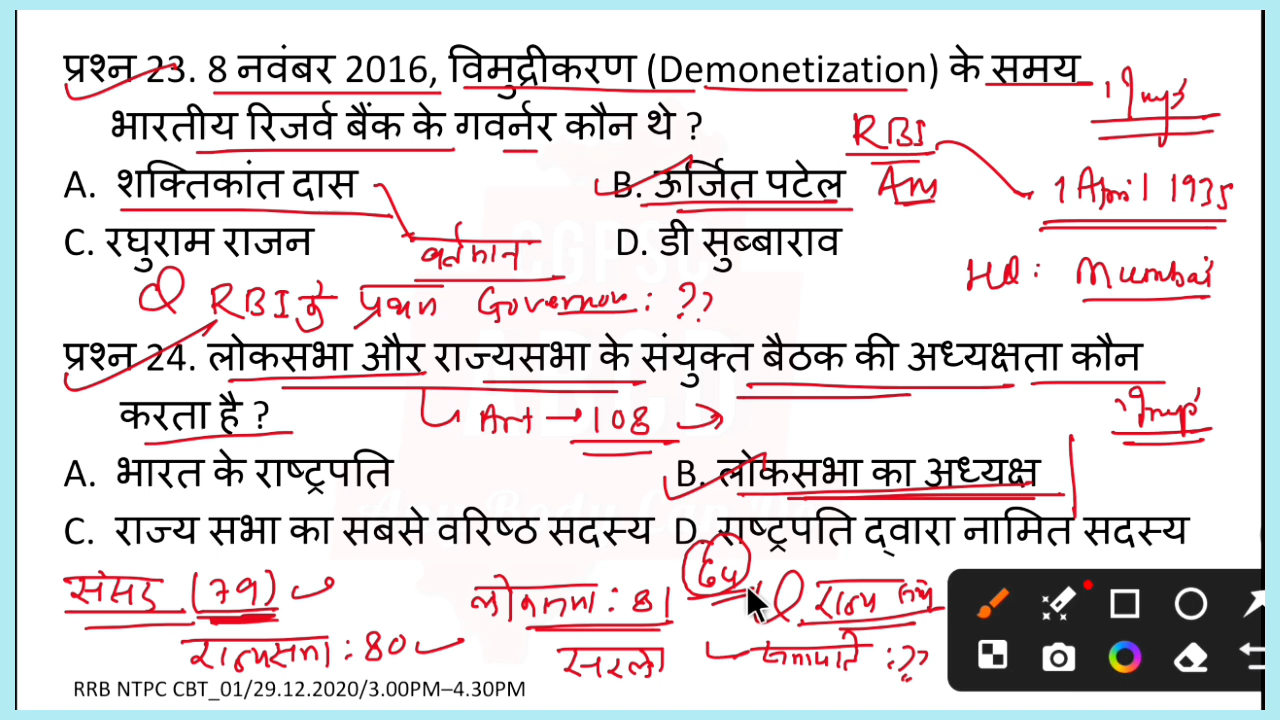 प्रश्न 23. 8 नवंबर 2016, विमुद्रीकरण (Demonetization) के समय
भारतीय रिजर्व बैंक के गवर्नर कौन थे ?
Imp
RBI
A. शक्तिकांत दास
B. ऊर्जित पटेल
Ans
1 April 1935
C. रघुराम राजन
वर्तमान
D. डी सुब्बाराव
HQ: Mumbai
Q RBI के प्रथम Governor: ??
प्रश्न 24. लोकसभा और राज्यसभा के संयुक्त बैठक की अध्यक्षता कौन
करता है ?
Art → 108
Imp
A. भारत के राष्ट्रपति
B. लोकसभा का अध्यक्ष
C. राज्य सभा का सबसे वरिष्ठ सदस्य
D. राष्ट्रपति द्वारा नामित सदस्य
संसद (79)
लोकसभा : 81
राज्यसभा : 80
RRB NTPC CBT_01/29.12.2020/3.00PM–4.30PM